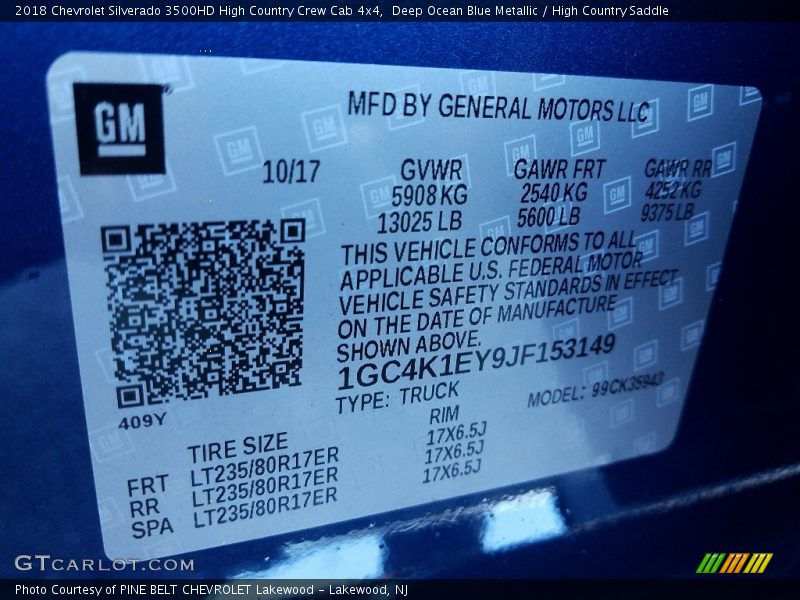 2018 Chevrolet Silverado 3500HD High Country Crew Cab 4x4,  Deep Ocean Blue Metallic / High Country Saddle
GM
MFD BY GENERAL MOTORS LLC
10/17 GVWR GAWR FRT GAWR RR
5908 KG 2540 KG 4252 KG
13025 LB 5600 LB 9375 LB
THIS VEHICLE CONFORMS TO ALL
APPLICABLE U.S. FEDERAL MOTOR
VEHICLE SAFETY STANDARDS IN EFFECT
ON THE DATE OF MANUFACTURE
SHOWN ABOVE.
1GC4K1EY9JF153149
TYPE: TRUCK MODEL: 99CK35943
409Y
TIRE SIZE RIM
FRT LT235/80R17ER 17X6.5J
RR LT235/80R17ER 17X6.5J
SPA LT235/80R17ER 17X6.5J
GTCARLOT.COM
Photo Courtesy of PINE BELT CHEVROLET Lakewood - Lakewood, NJ